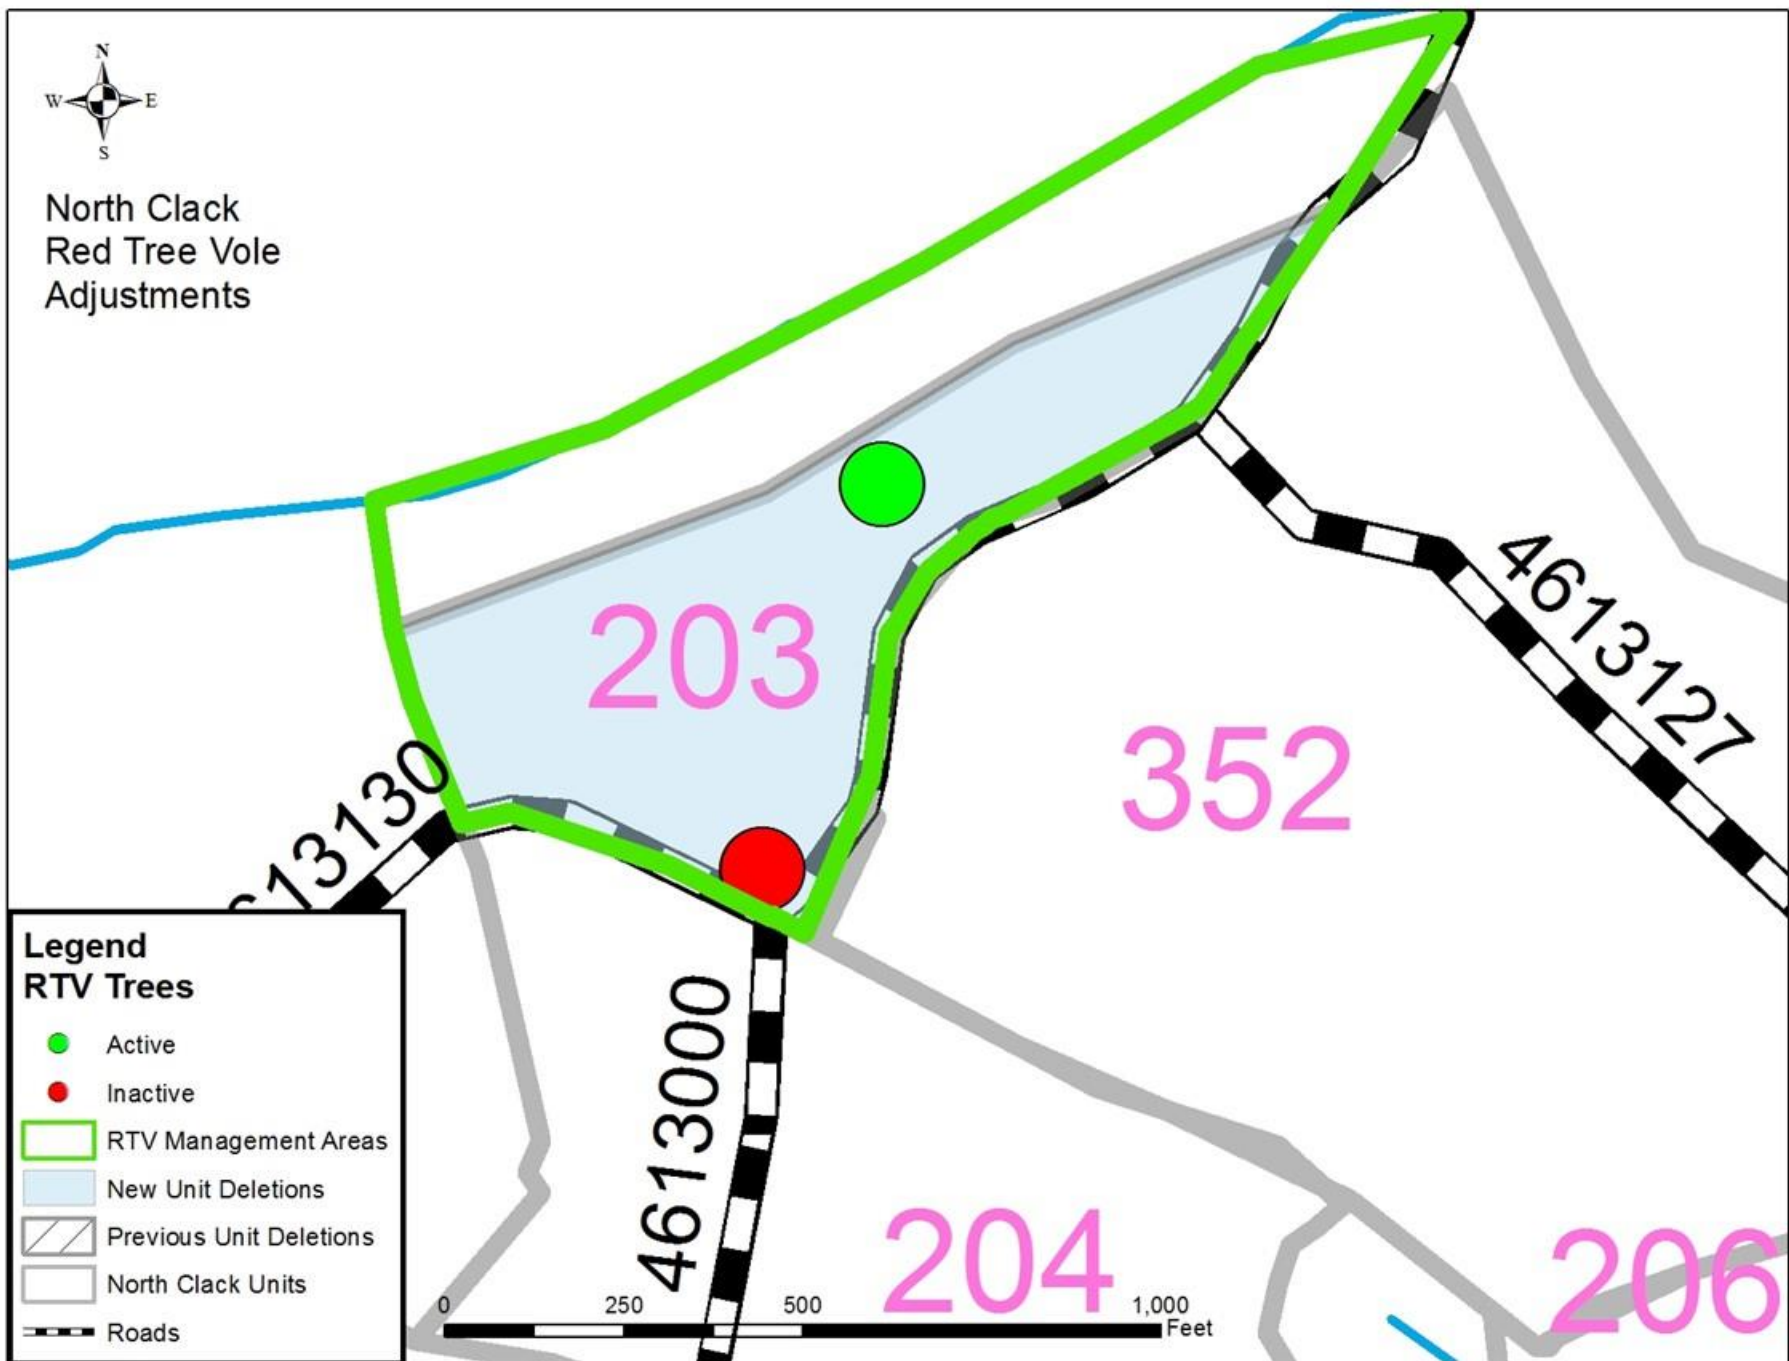 N
W E
S
North Clack
Red Tree Vole
Adjustments
203
352
4613127
613130
4613000
204
206
Legend
RTV Trees
Active
Inactive
RTV Management Areas
New Unit Deletions
Previous Unit Deletions
North Clack Units
Roads
0 250 500 1,000
Feet